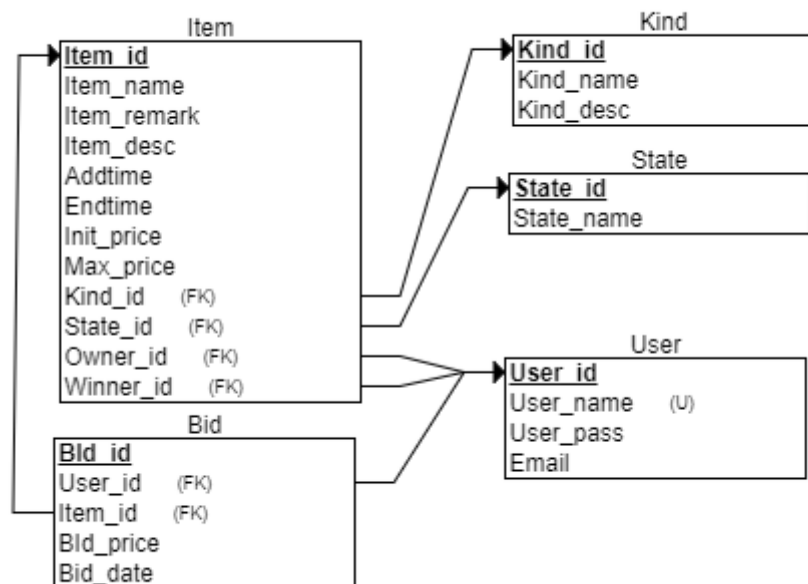 Item
Item_id
Item_name
Item_remark
Item_desc
Addtime
Endtime
Init_price
Max_price
Kind_id (FK)
State_id (FK)
Owner_id (FK)
Winner_id (FK)
Bid
BId_id
User_id (FK)
Item_id (FK)
BId_price
Bid_date
Kind
Kind_id
Kind_name
Kind_desc
State
State_id
State_name
User
User_id
User_name (U)
User_pass
Email